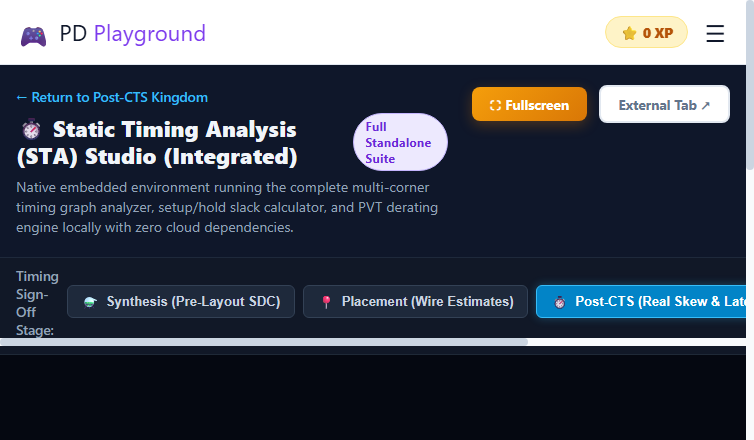 PD Playground
0 XP
← Return to Post-CTS Kingdom
Fullscreen
External Tab ↗
Static Timing Analysis
(STA) Studio (Integrated)
Full
Standalone
Suite
Native embedded environment running the complete multi-corner
timing graph analyzer, setup/hold slack calculator, and PVT derating
engine locally with zero cloud dependencies.
Timing
Sign-
Off
Stage:
Synthesis (Pre-Layout SDC)
Placement (Wire Estimates)
Post-CTS (Real Skew &